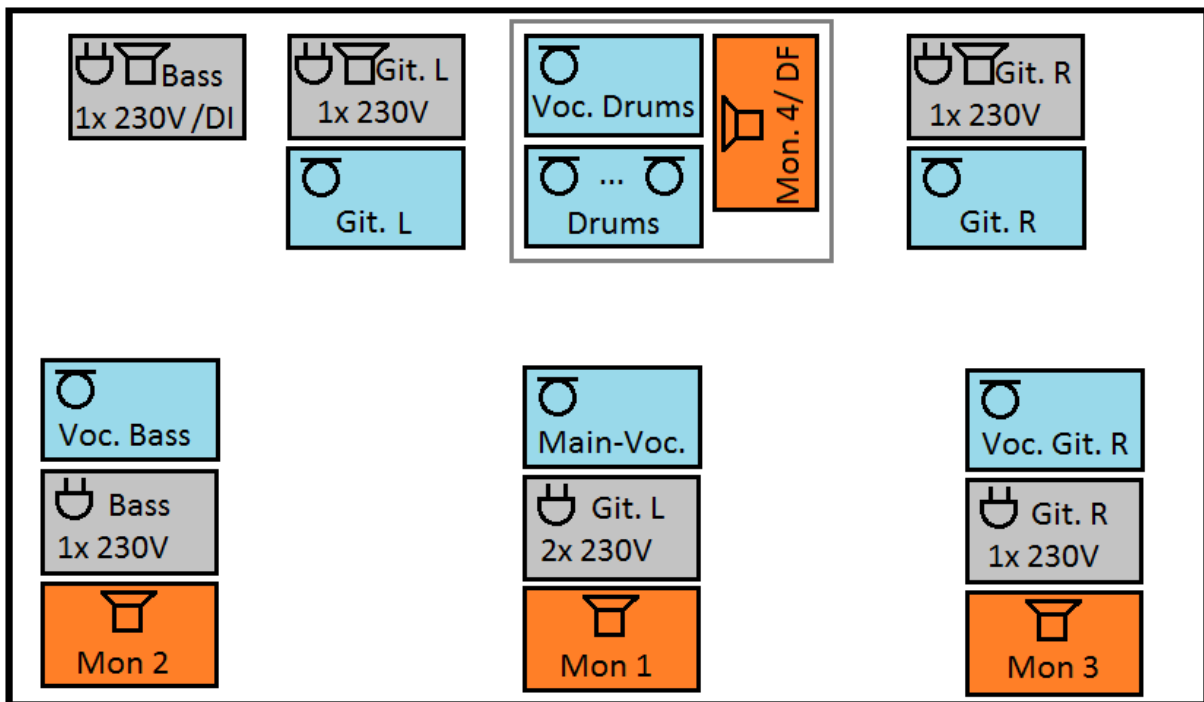 Bass
1x 230V /DI
Git. L
1x 230V
Git. L
Voc. Drums
...
Drums
Mon. 4/ DF
Git. R
1x 230V
Git. R
Voc. Bass
Bass
1x 230V
Mon 2
Main-Voc.
Git. L
2x 230V
Mon 1
Voc. Git. R
Git. R
1x 230V
Mon 3